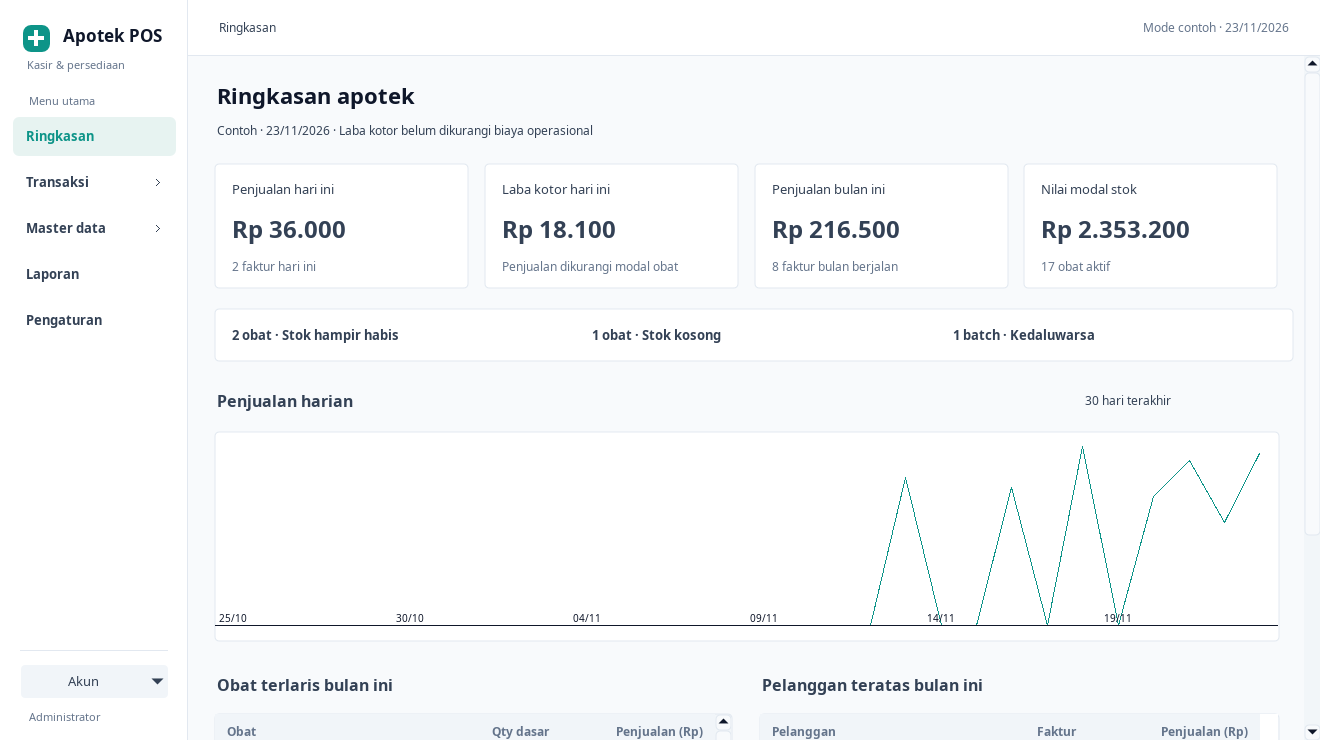 Apotek POS
Kasir & persediaan
Menu utama
Ringkasan
Transaksi
Master data
Laporan
Pengaturan
Akun
Administrator
Ringkasan
Mode contoh · 23/11/2026
Ringkasan apotek
Contoh · 23/11/2026 · Laba kotor belum dikurangi biaya operasional
Penjualan hari ini
Rp 36.000
2 faktur hari ini
Laba kotor hari ini
Rp 18.100
Penjualan dikurangi modal obat
Penjualan bulan ini
Rp 216.500
8 faktur bulan berjalan
Nilai modal stok
Rp 2.353.200
17 obat aktif
2 obat · Stok hampir habis
1 obat · Stok kosong
1 batch · Kedaluwarsa
Penjualan harian
30 hari terakhir
25/10 30/10 04/11 09/11 14/11 19/11
Obat terlaris bulan ini
Obat Qty dasar Penjualan (Rp)
Pelanggan teratas bulan ini
Pelanggan Faktur Penjualan (Rp)